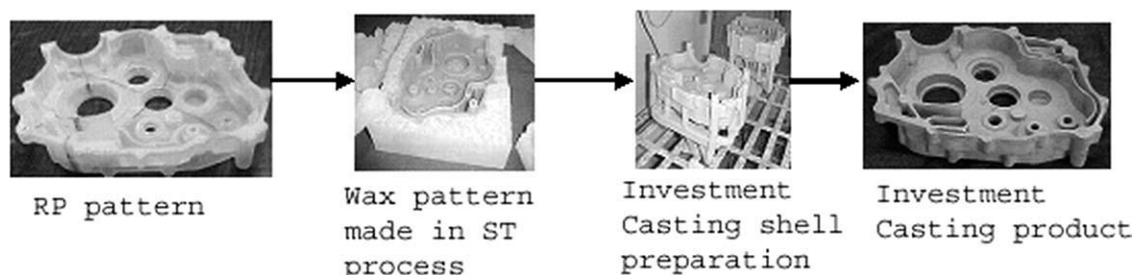 RP pattern
Wax pattern
made in ST
process
Investment
Casting shell
preparation
Investment
Casting product